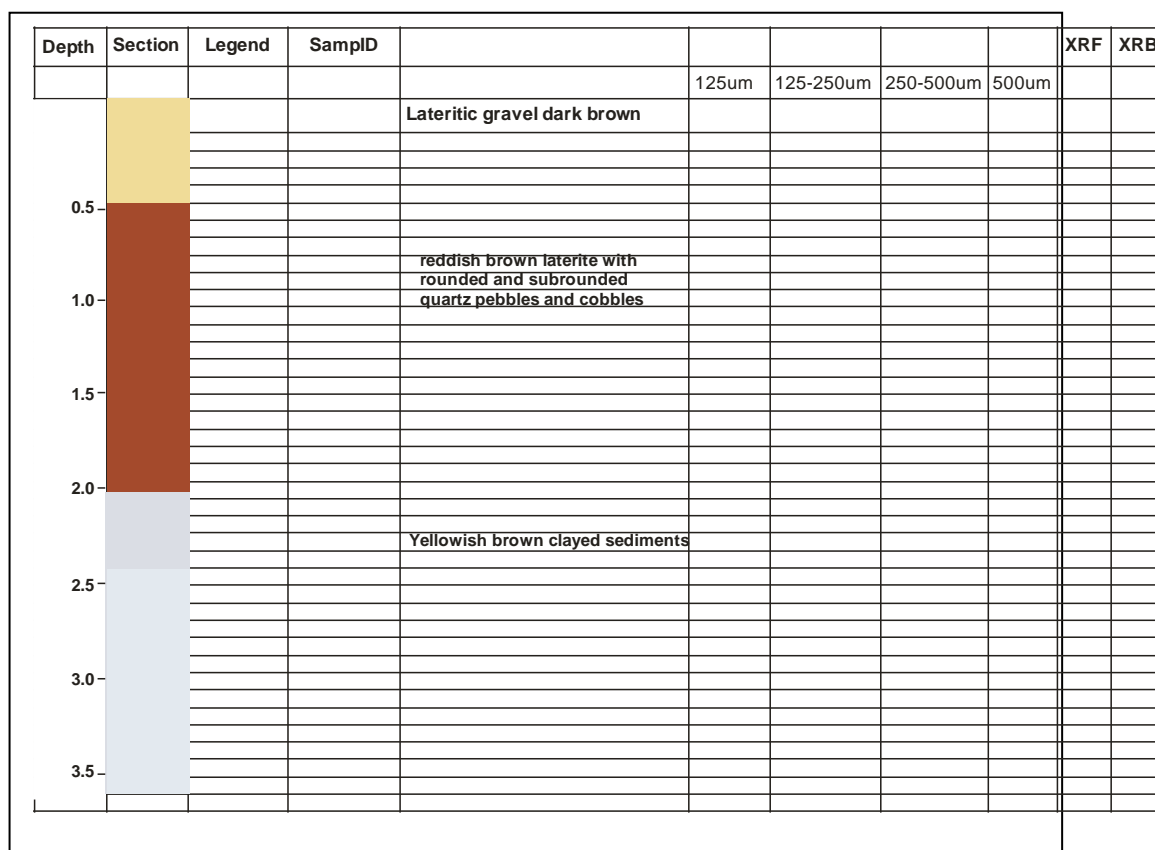 Depth Section Legend SampID XRF XRB
125um 125-250um 250-500um 500um
Lateritic gravel dark brown
0.5
reddish brown laterite with
rounded and subrounded
1.0 quartz pebbles and cobbles
1.5
2.0
Yellowish brown clayed sediments
2.5
3.0
3.5